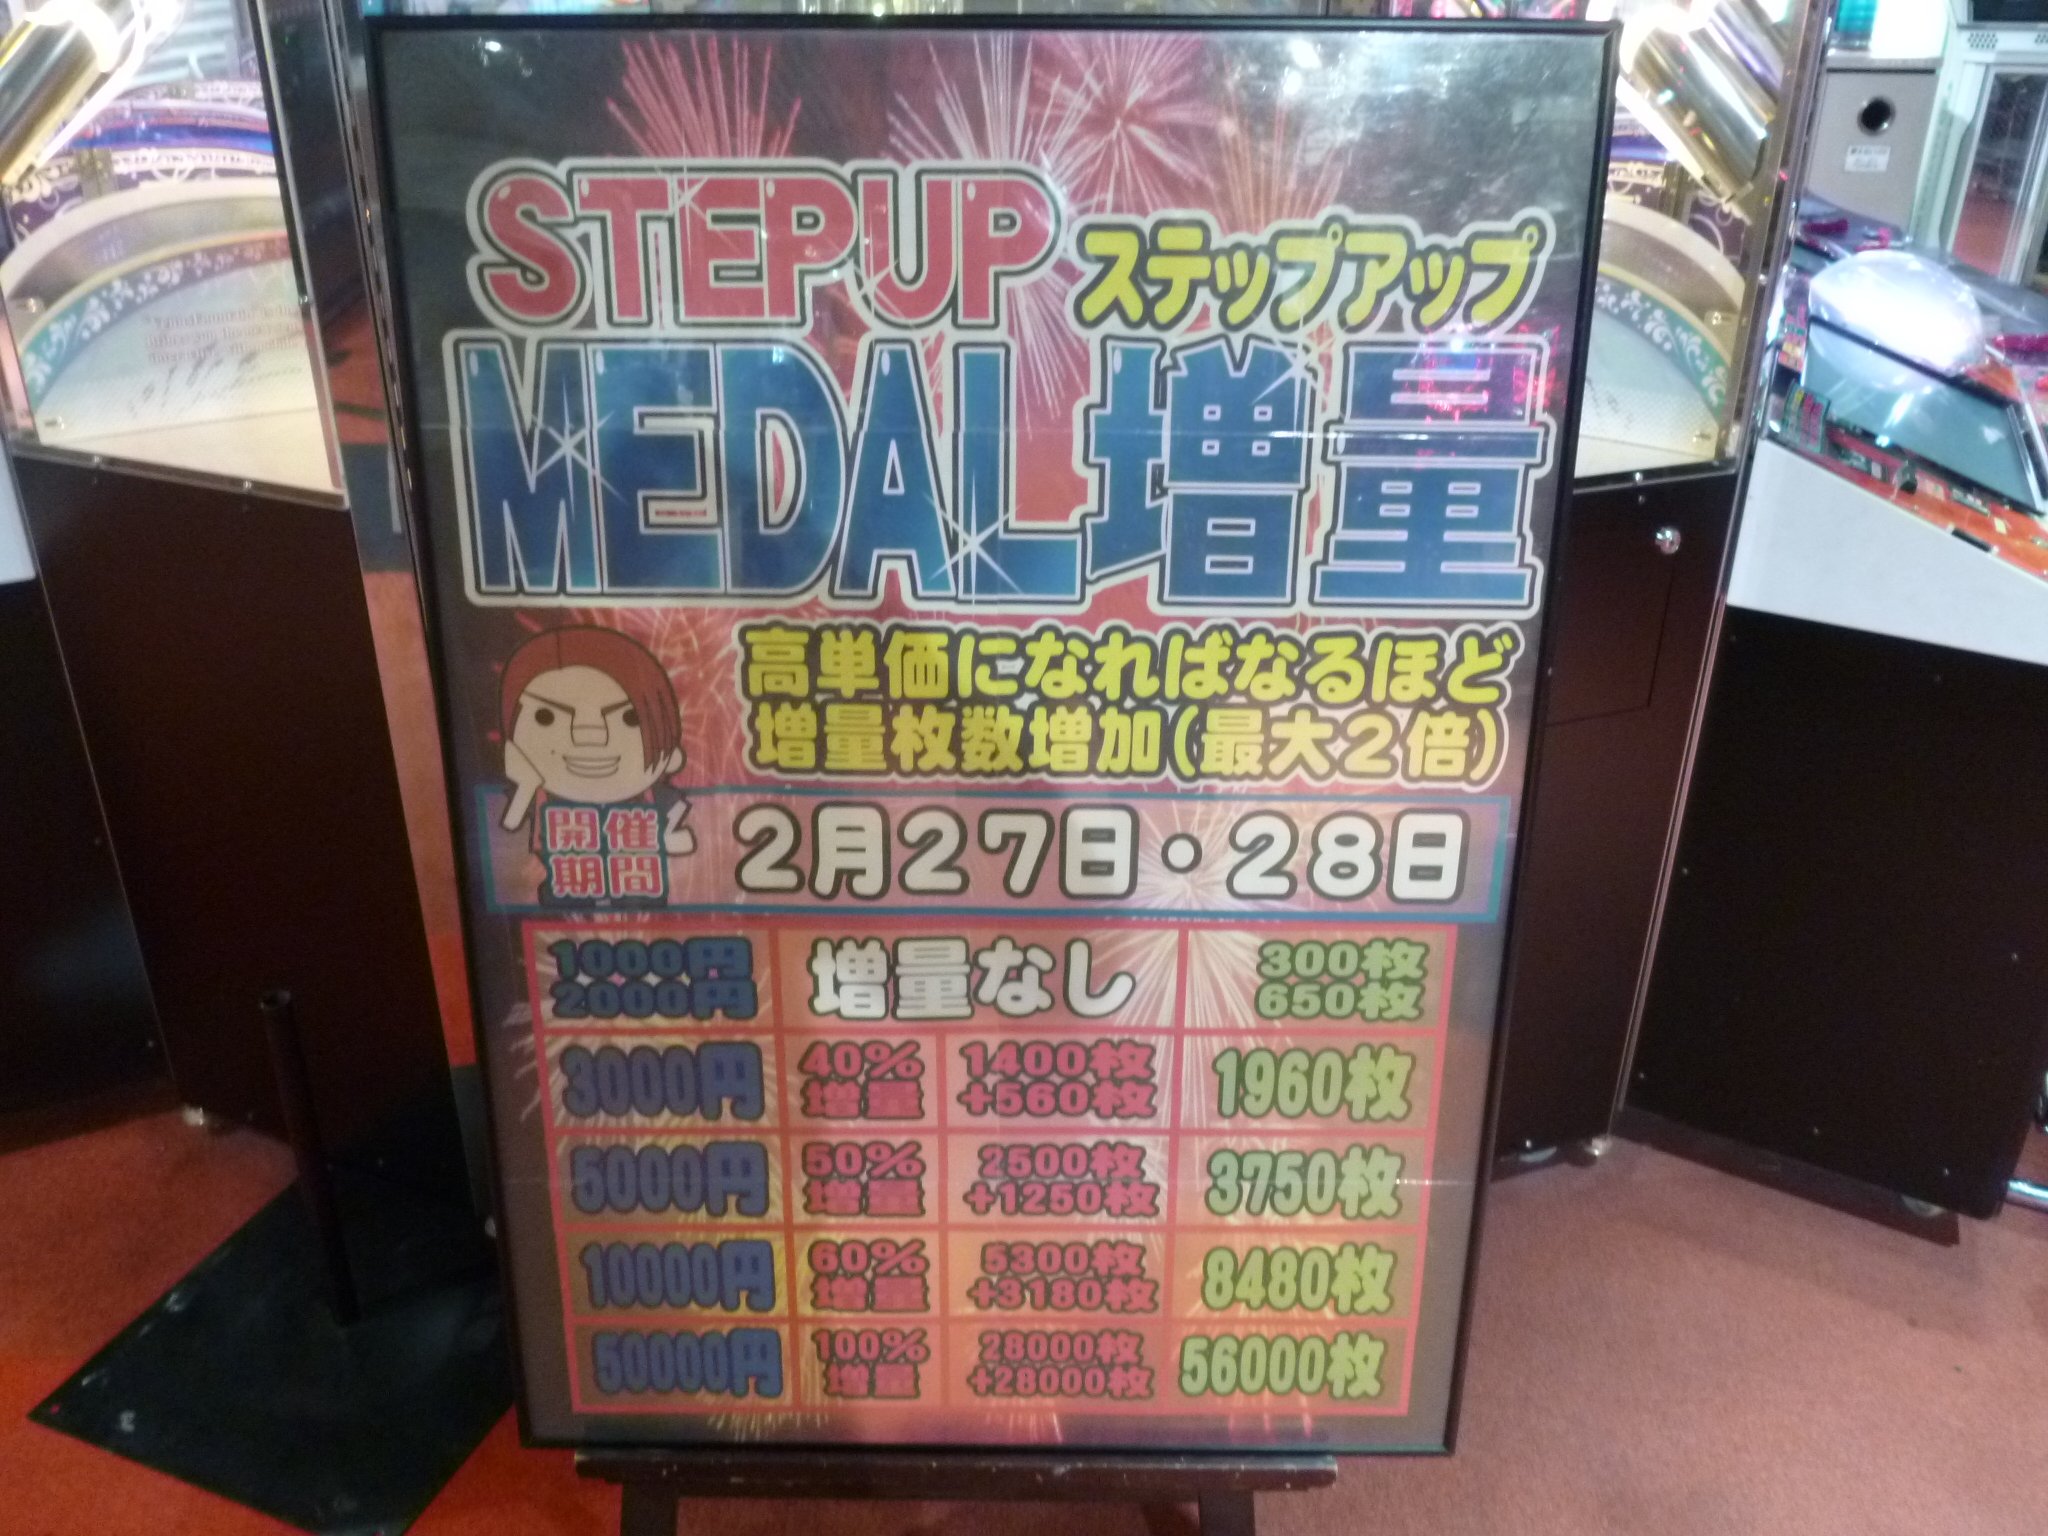 STEP UP ステップアップ
MEDAL増量
高単価になればなるほど
増量枚数増加(最大2倍)
開催
期間
2月27日・28日
1000円
2000円
増量なし
300枚
650枚
3000円
40%
増量
1400枚
+560枚
1960枚
5000円
50%
増量
2500枚
+1250枚
3750枚
10000円
60%
増量
5300枚
+3180枚
8480枚
50000円
100%
増量
28000枚
+28000枚
56000枚